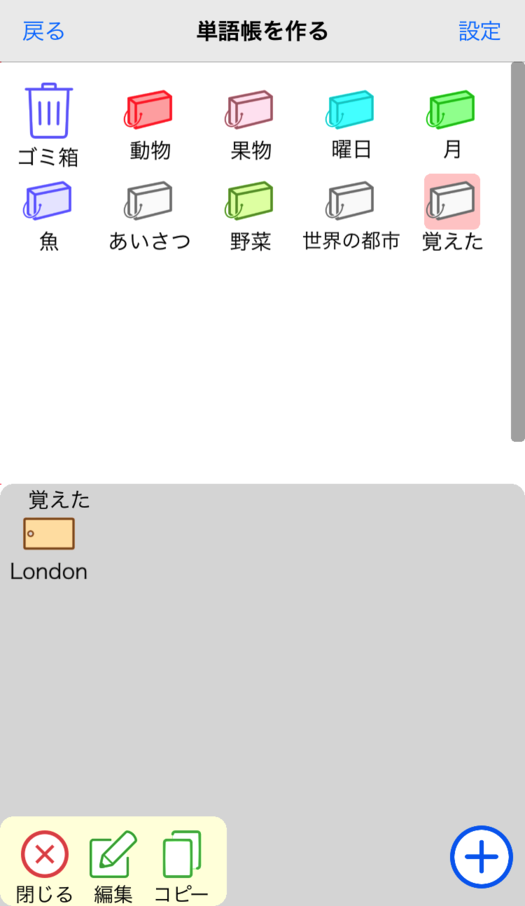 戻る 単語帳を作る 設定
ゴミ箱 動物 果物 曜日 月
魚 あいさつ 野菜 世界の都市 覚えた
覚えた
London
閉じる 編集 コピー